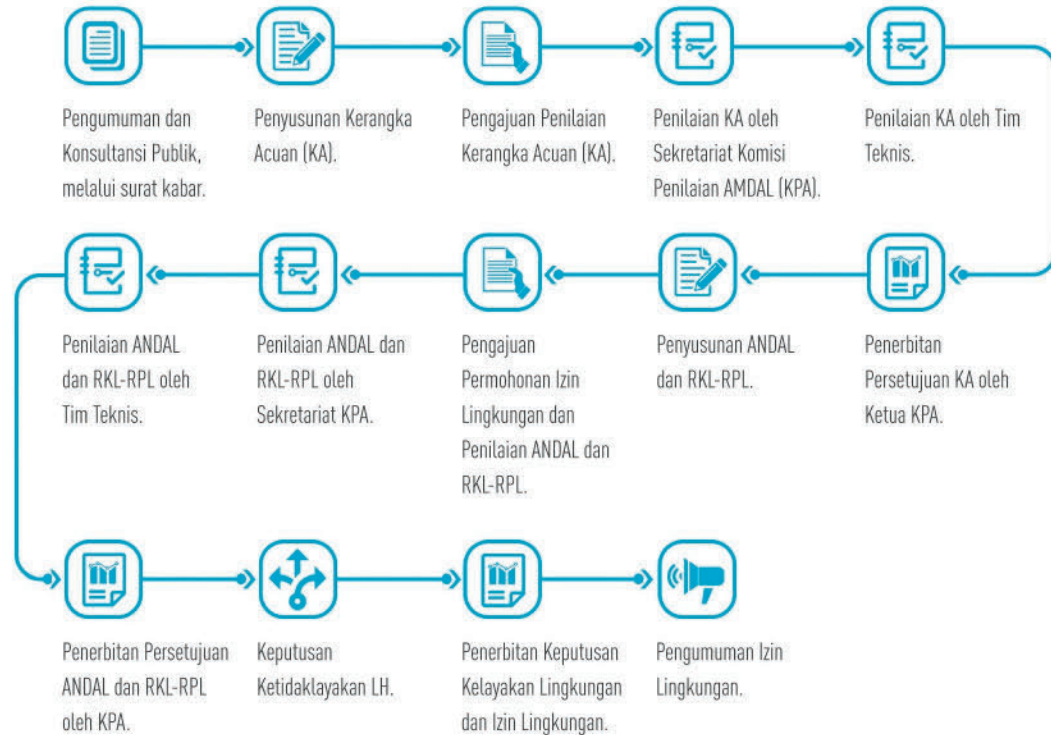 Pengumuman dan
Konsultansi Publik,
melalui surat kabar.
Penyusunan Kerangka
Acuan (KA).
Pengajuan Penilaian
Kerangka Acuan (KA).
Penilaian KA oleh
Sekretariat Komisi
Penilaian AMDAL (KPA).
Penilaian KA oleh Tim
Teknis.
Penerbitan
Persetujuan KA oleh
Ketua KPA.
Penyusunan ANDAL
dan RKL-RPL.
Pengajuan
Permohonan Izin
Lingkungan dan
Penilaian ANDAL dan
RKL-RPL.
Penilaian ANDAL dan
RKL-RPL oleh
Sekretariat KPA.
Penilaian ANDAL
dan RKL-RPL oleh
Tim Teknis.
Penerbitan Persetujuan
ANDAL dan RKL-RPL
oleh KPA.
Keputusan
Ketidaklayakan LH.
Penerbitan Keputusan
Kelayakan Lingkungan
dan Izin Lingkungan.
Pengumuman Izin
Lingkungan.